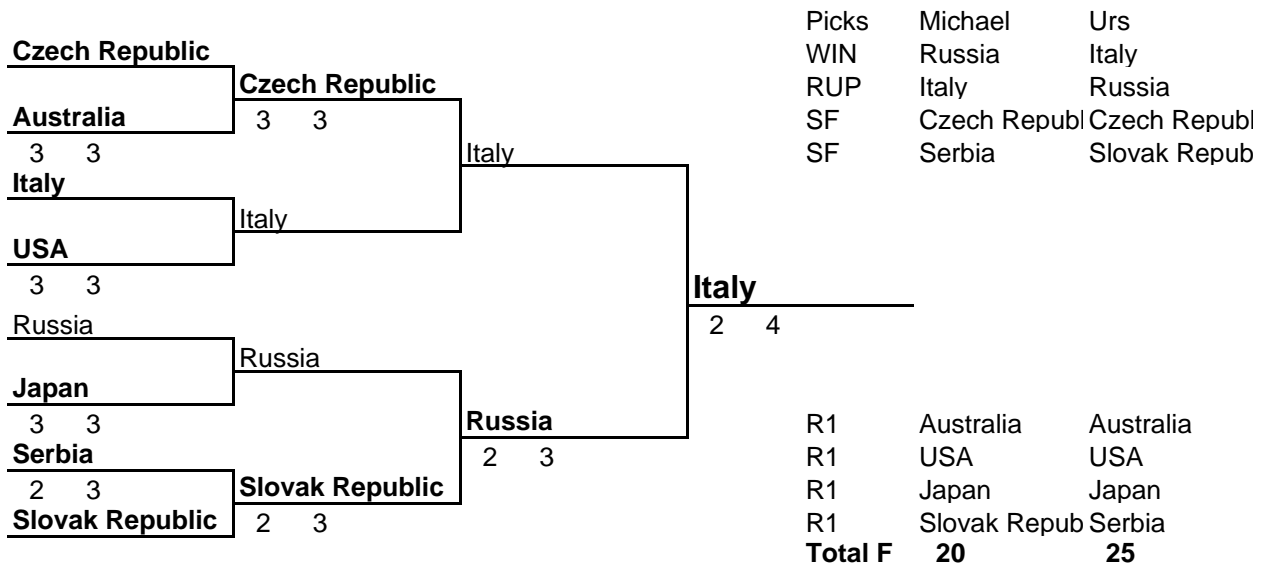 Picks Michael Urs
Czech Republic
WIN Russia Italy
Czech Republic
RUP Italy Russia
Australia
3 3
SF Czech Republ Czech Republ
3 3
Italy
SF Serbia Slovak Repub
Italy
Italy
USA
3 3
Italy
2 4
Russia
Russia
Japan
3 3
Russia
R1 Australia Australia
Serbia
2 3
R1 USA USA
2 3
Slovak Republic
R1 Japan Japan
Slovak Republic
2 3
R1 Slovak Repub Serbia
Total F 20 25